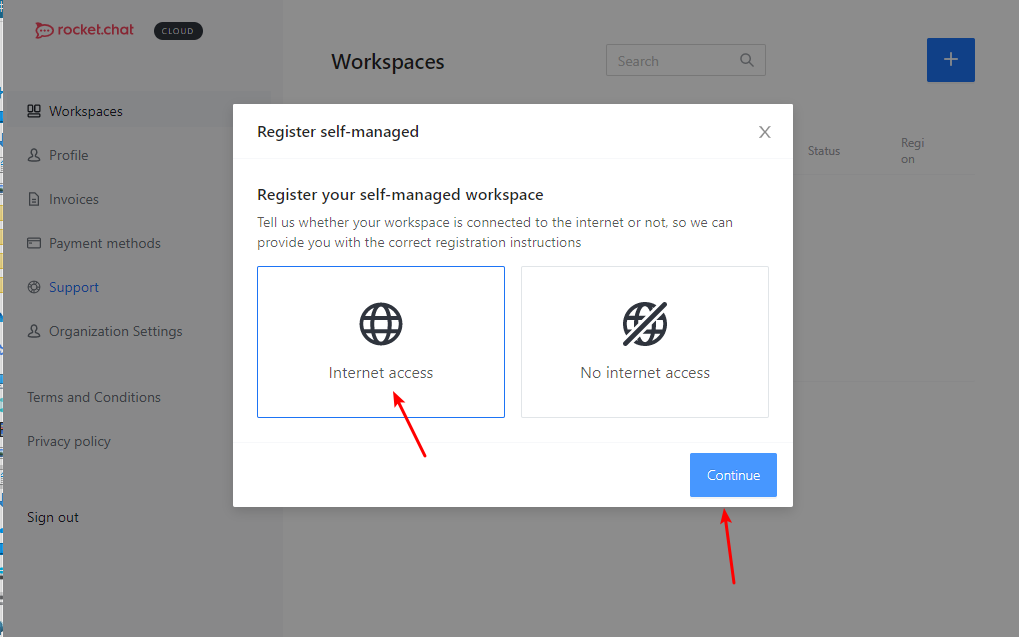 rocket.chat
CLOUD
Workspaces
Search
Workspaces
Profile
Invoices
Payment methods
Support
Organization Settings
Terms and Conditions
Privacy policy
Sign out
Status
Regi
on
Register self-managed
Register your self-managed workspace
Tell us whether your workspace is connected to the internet or not, so we can
provide you with the correct registration instructions
Internet access
No internet access
Continue